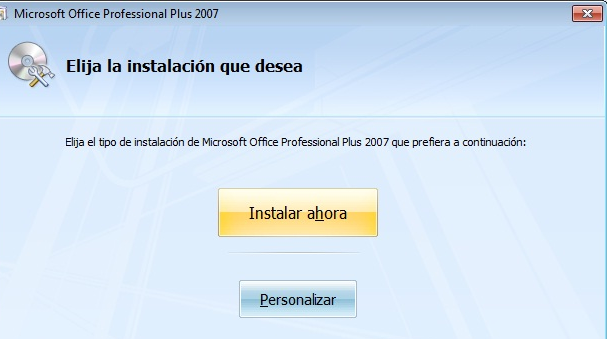 Microsoft Office Professional Plus 2007
Elija la instalación que desea
Elija el tipo de instalación de Microsoft Office Professional Plus 2007 que prefiera a continuación:
Instalar ahora
Personalizar